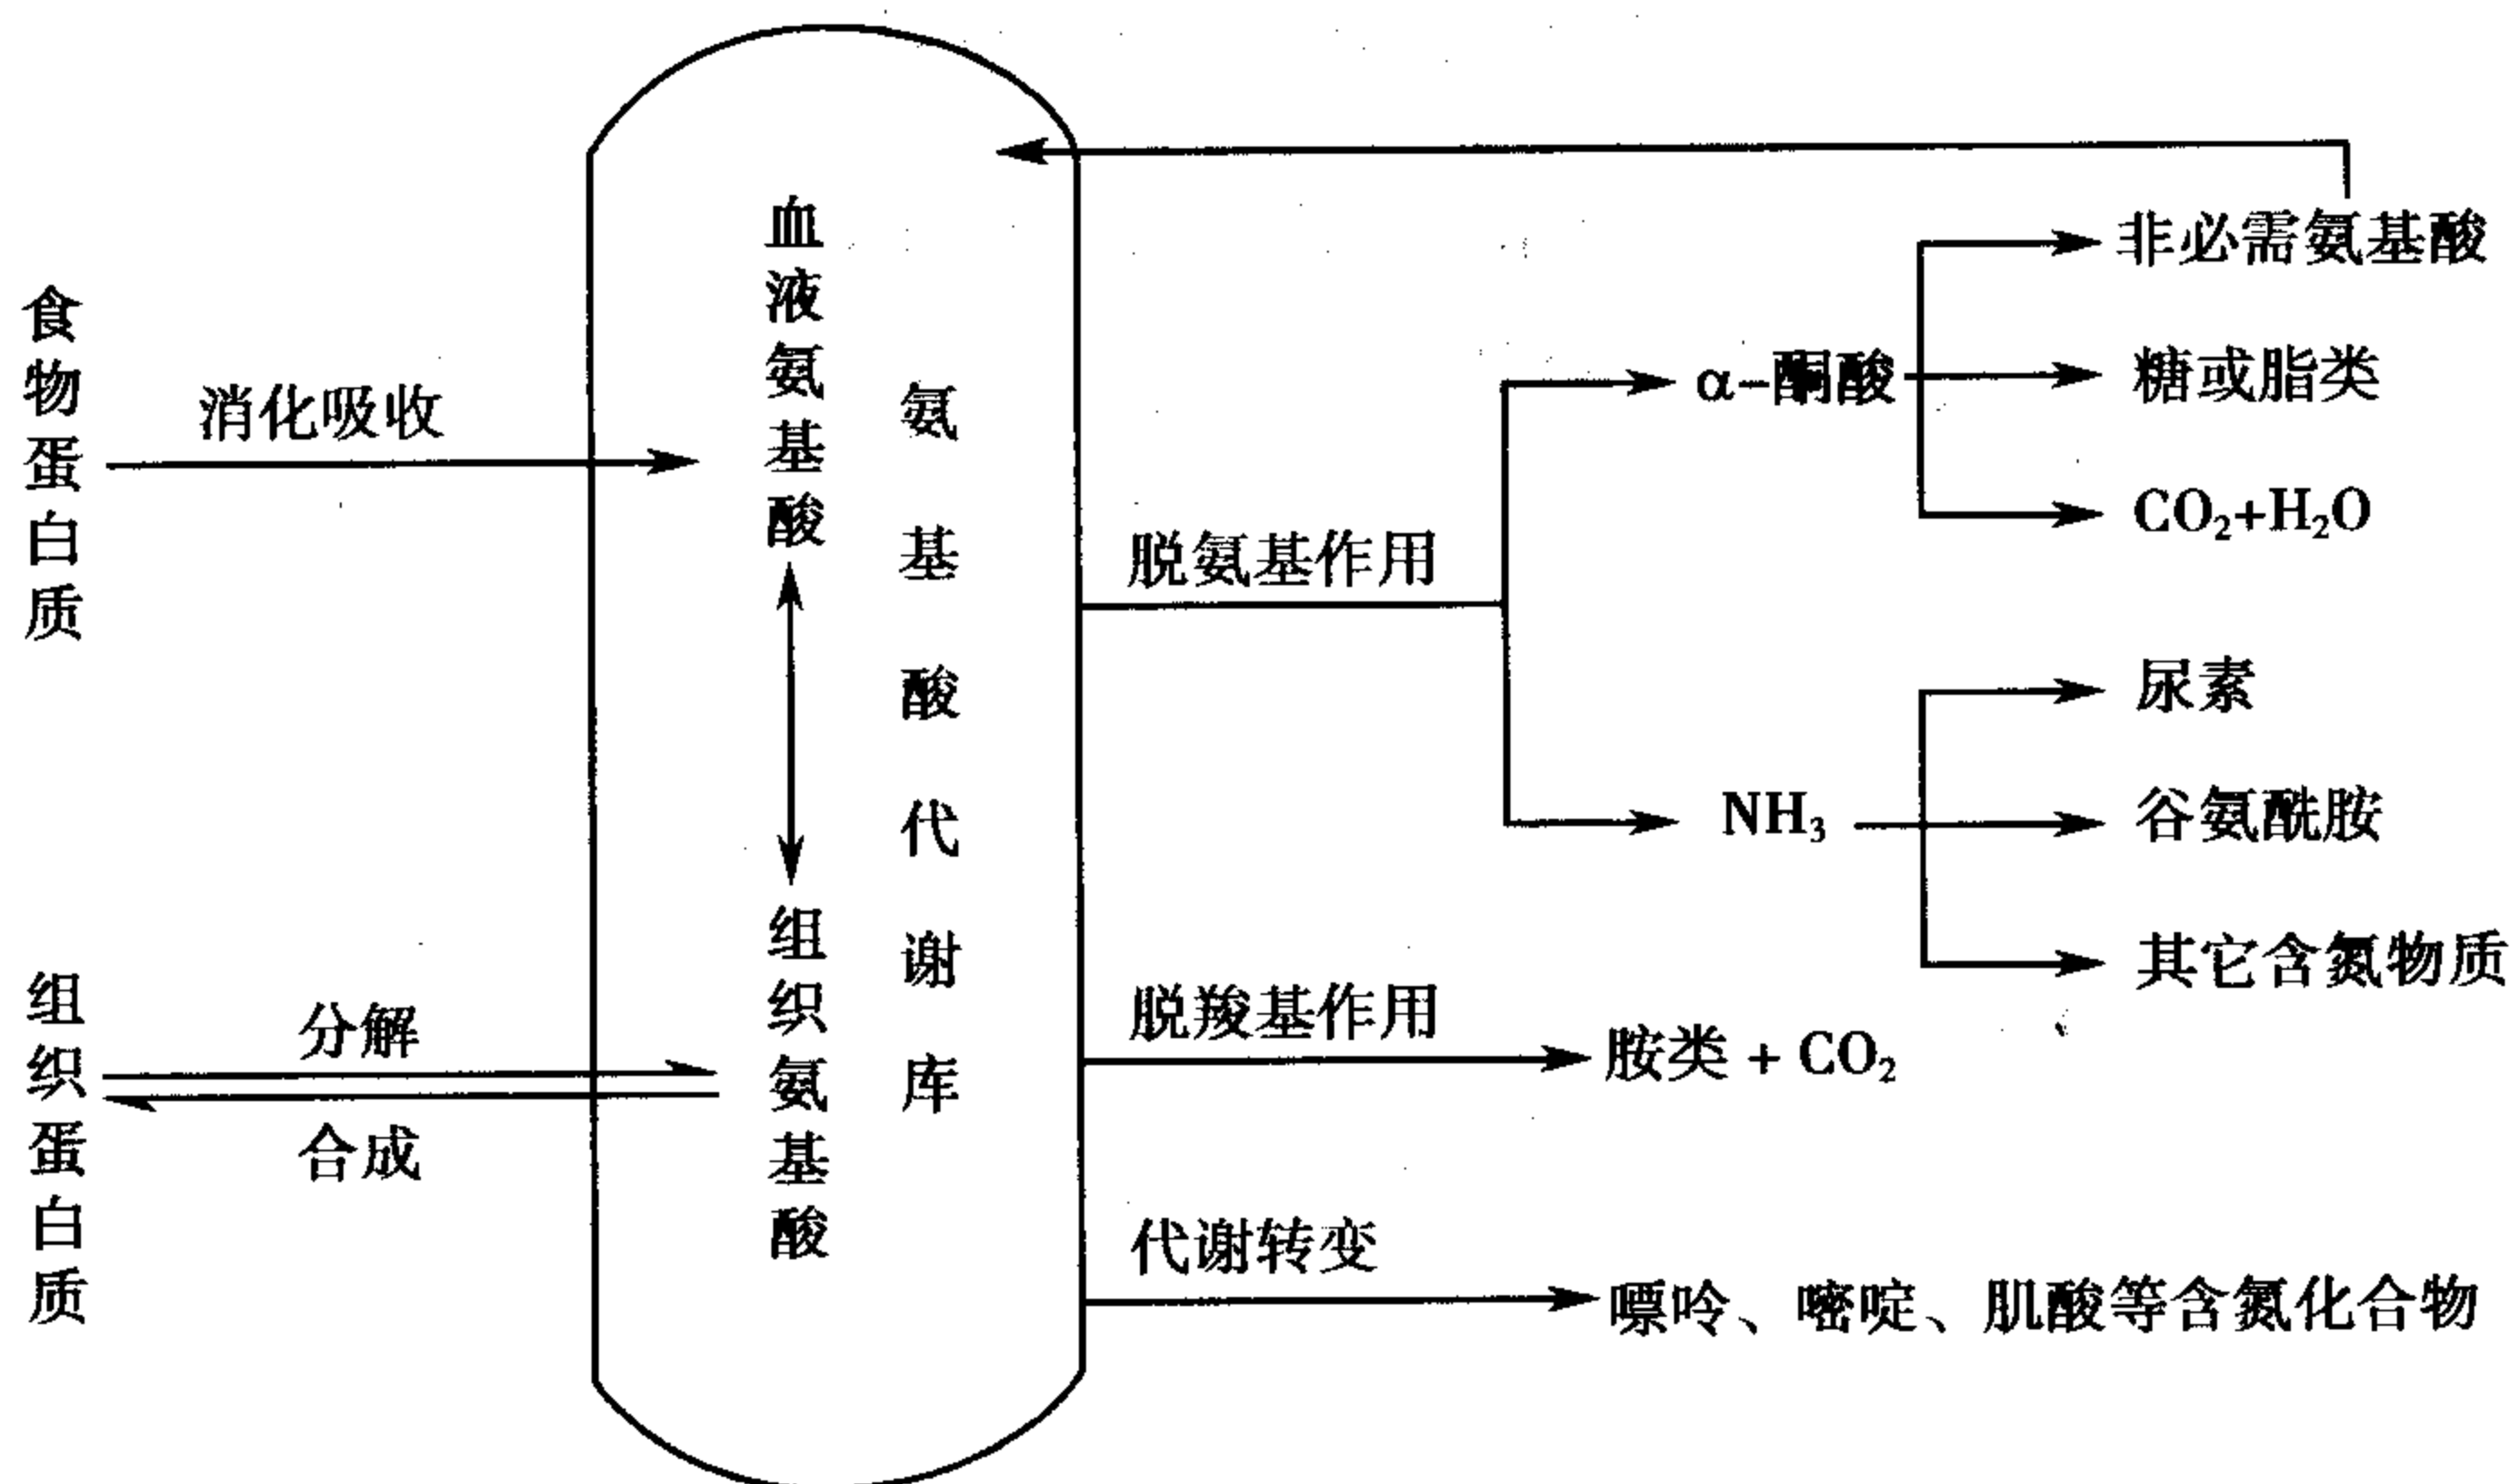 食物蛋白质
消化吸收
组织蛋白质
分解
合成
血液氨基酸
组织氨基酸
氨基酸代谢库
脱氨基作用
α-酮酸
非必需氨基酸
糖或脂类
CO₂+H₂O
NH₃
尿素
谷氨酰胺
其它含氮物质
脱羧基作用
胺类 + CO₂
代谢转变
嘌呤、嘧啶、肌酸等含氮化合物